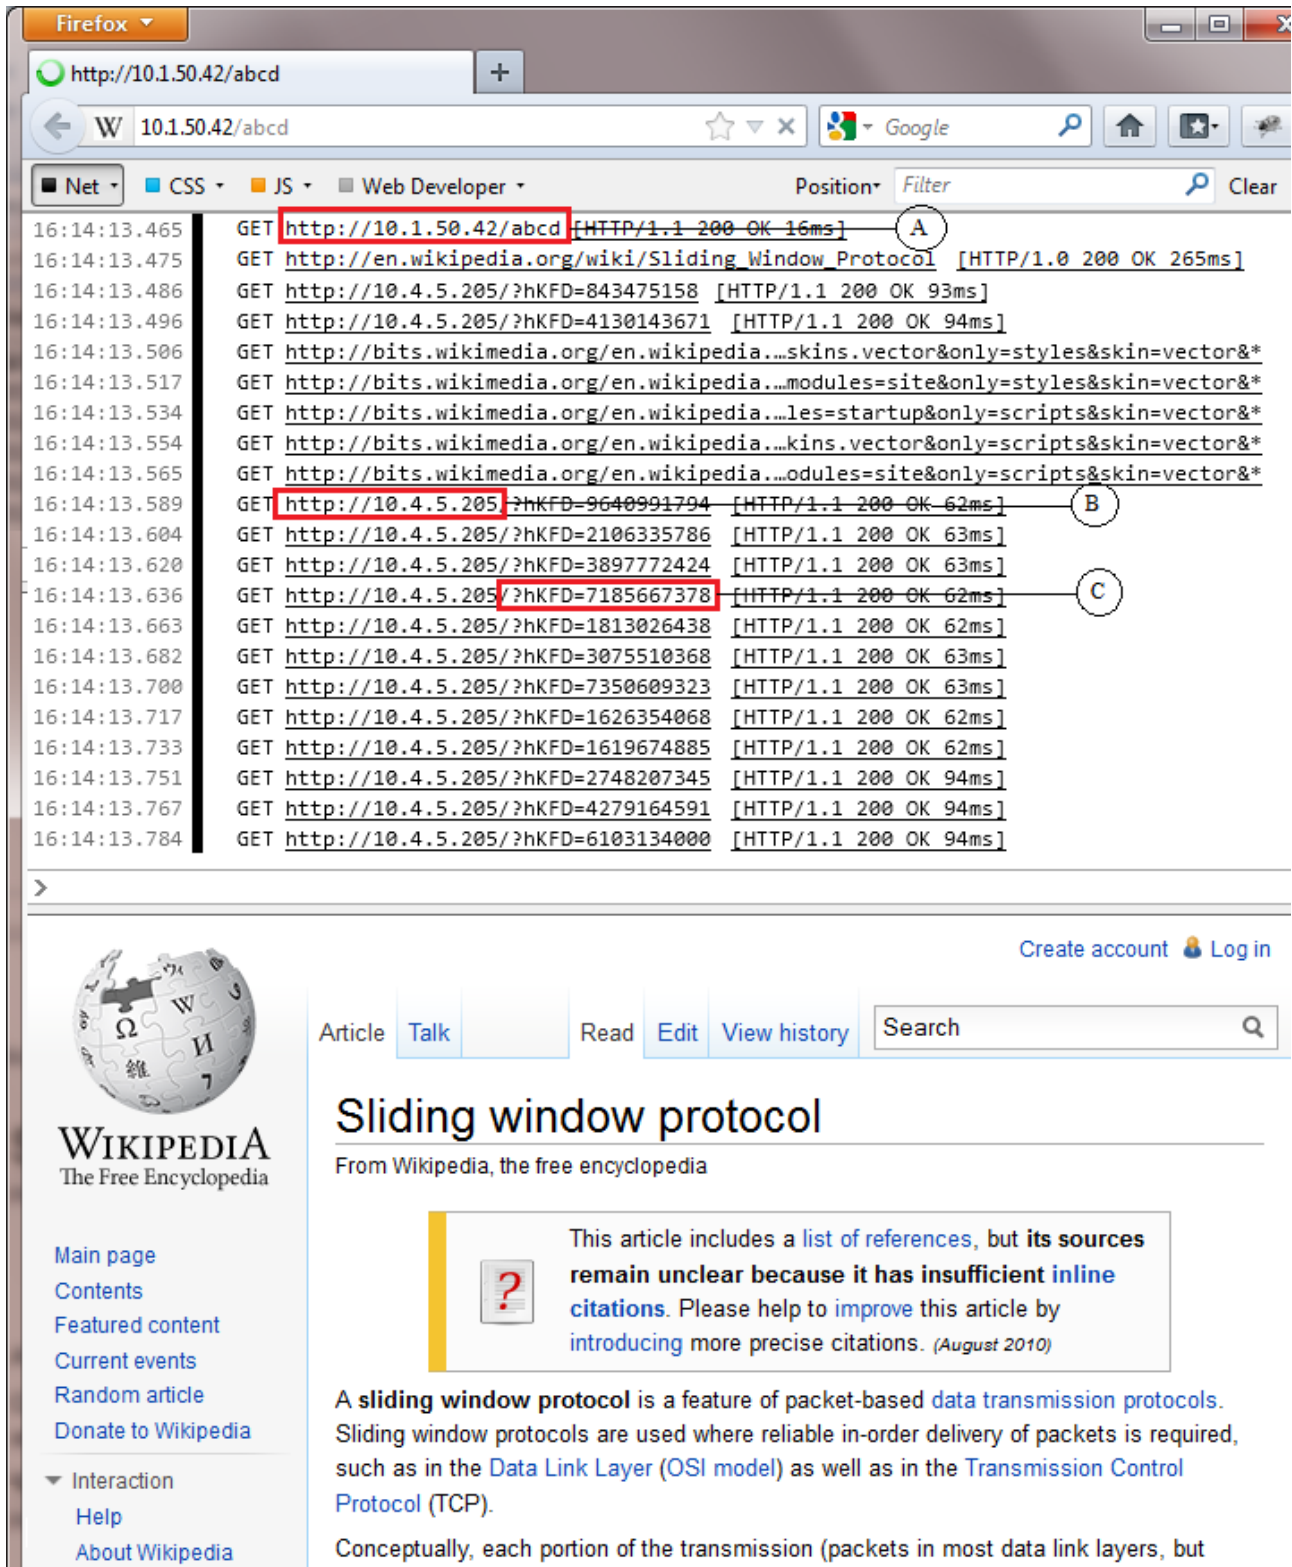 Firefox
http://10.1.50.42/abcd
W 10.1.50.42/abcd Google
Net CSS JS Web Developer Position Filter Clear
16:14:13.465 GET http://10.1.50.42/abcd [HTTP/1.1 200 OK 16ms] A
16:14:13.475 GET http://en.wikipedia.org/wiki/Sliding_Window_Protocol [HTTP/1.0 200 OK 265ms]
16:14:13.486 GET http://10.4.5.205/?hKFD=843475158 [HTTP/1.1 200 OK 93ms]
16:14:13.496 GET http://10.4.5.205/?hKFD=4130143671 [HTTP/1.1 200 OK 94ms]
16:14:13.506 GET http://bits.wikimedia.org/en.wikipedia.…skins.vector&only=styles&skin=vector&*
16:14:13.517 GET http://bits.wikimedia.org/en.wikipedia.…modules=site&only=styles&skin=vector&*
16:14:13.534 GET http://bits.wikimedia.org/en.wikipedia.…les=startup&only=scripts&skin=vector&*
16:14:13.554 GET http://bits.wikimedia.org/en.wikipedia.…kins.vector&only=scripts&skin=vector&*
16:14:13.565 GET http://bits.wikimedia.org/en.wikipedia.…odules=site&only=scripts&skin=vector&*
16:14:13.589 GET http://10.4.5.205/?hKFD=9640991794 [HTTP/1.1 200 OK 62ms] B
16:14:13.604 GET http://10.4.5.205/?hKFD=2106335786 [HTTP/1.1 200 OK 63ms]
16:14:13.620 GET http://10.4.5.205/?hKFD=3897772424 [HTTP/1.1 200 OK 63ms]
16:14:13.636 GET http://10.4.5.205/?hKFD=7185667378 [HTTP/1.1 200 OK 62ms] C
16:14:13.663 GET http://10.4.5.205/?hKFD=1813026438 [HTTP/1.1 200 OK 62ms]
16:14:13.682 GET http://10.4.5.205/?hKFD=3075510368 [HTTP/1.1 200 OK 63ms]
16:14:13.700 GET http://10.4.5.205/?hKFD=7350609323 [HTTP/1.1 200 OK 63ms]
16:14:13.717 GET http://10.4.5.205/?hKFD=1626354068 [HTTP/1.1 200 OK 62ms]
16:14:13.733 GET http://10.4.5.205/?hKFD=1619674885 [HTTP/1.1 200 OK 62ms]
16:14:13.751 GET http://10.4.5.205/?hKFD=2748207345 [HTTP/1.1 200 OK 94ms]
16:14:13.767 GET http://10.4.5.205/?hKFD=4279164591 [HTTP/1.1 200 OK 94ms]
16:14:13.784 GET http://10.4.5.205/?hKFD=6103134000 [HTTP/1.1 200 OK 94ms]
Create account Log in
Article Talk Read Edit View history Search
WIKIPEDIA
The Free Encyclopedia
Main page
Contents
Featured content
Current events
Random article
Donate to Wikipedia
Interaction
Help
About Wikipedia
Sliding window protocol
From Wikipedia, the free encyclopedia
This article includes a list of references, but its sources
remain unclear because it has insufficient inline
citations. Please help to improve this article by
introducing more precise citations. (August 2010)
A sliding window protocol is a feature of packet-based data transmission protocols.
Sliding window protocols are used where reliable in-order delivery of packets is required,
such as in the Data Link Layer (OSI model) as well as in the Transmission Control
Protocol (TCP).
Conceptually, each portion of the transmission (packets in most data link layers, but